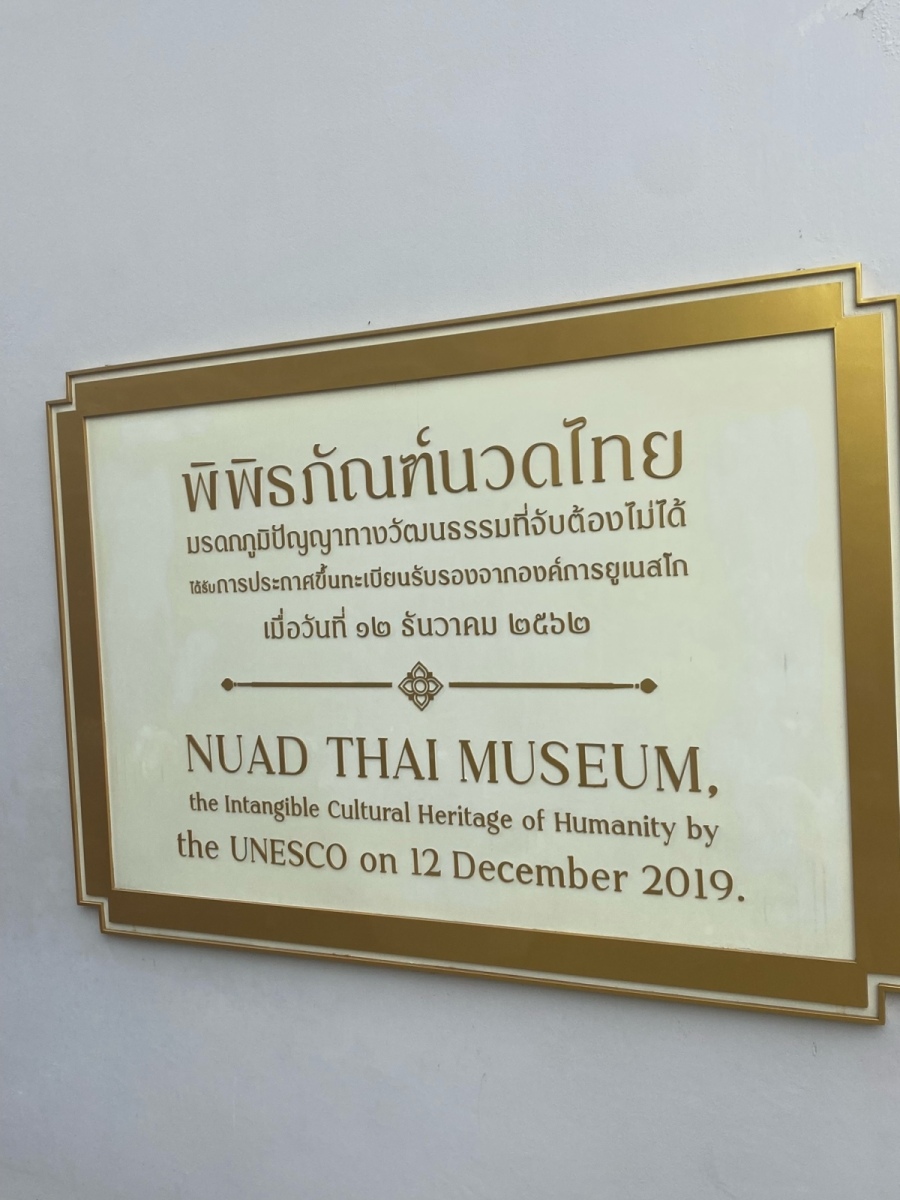 พิพิธภัณฑ์นวดไทย
มรดกภูมิปัญญาทางวัฒนธรรมที่จับต้องไม่ได้
ได้รับการประกาศขึ้นทะเบียนรับรองจากองค์การยูเนสโก
เมื่อวันที่ ๑๒ ธันวาคม ๒๕๖๒
NUAD THAI MUSEUM,
the Intangible Cultural Heritage of Humanity by
the UNESCO on 12 December 2019.